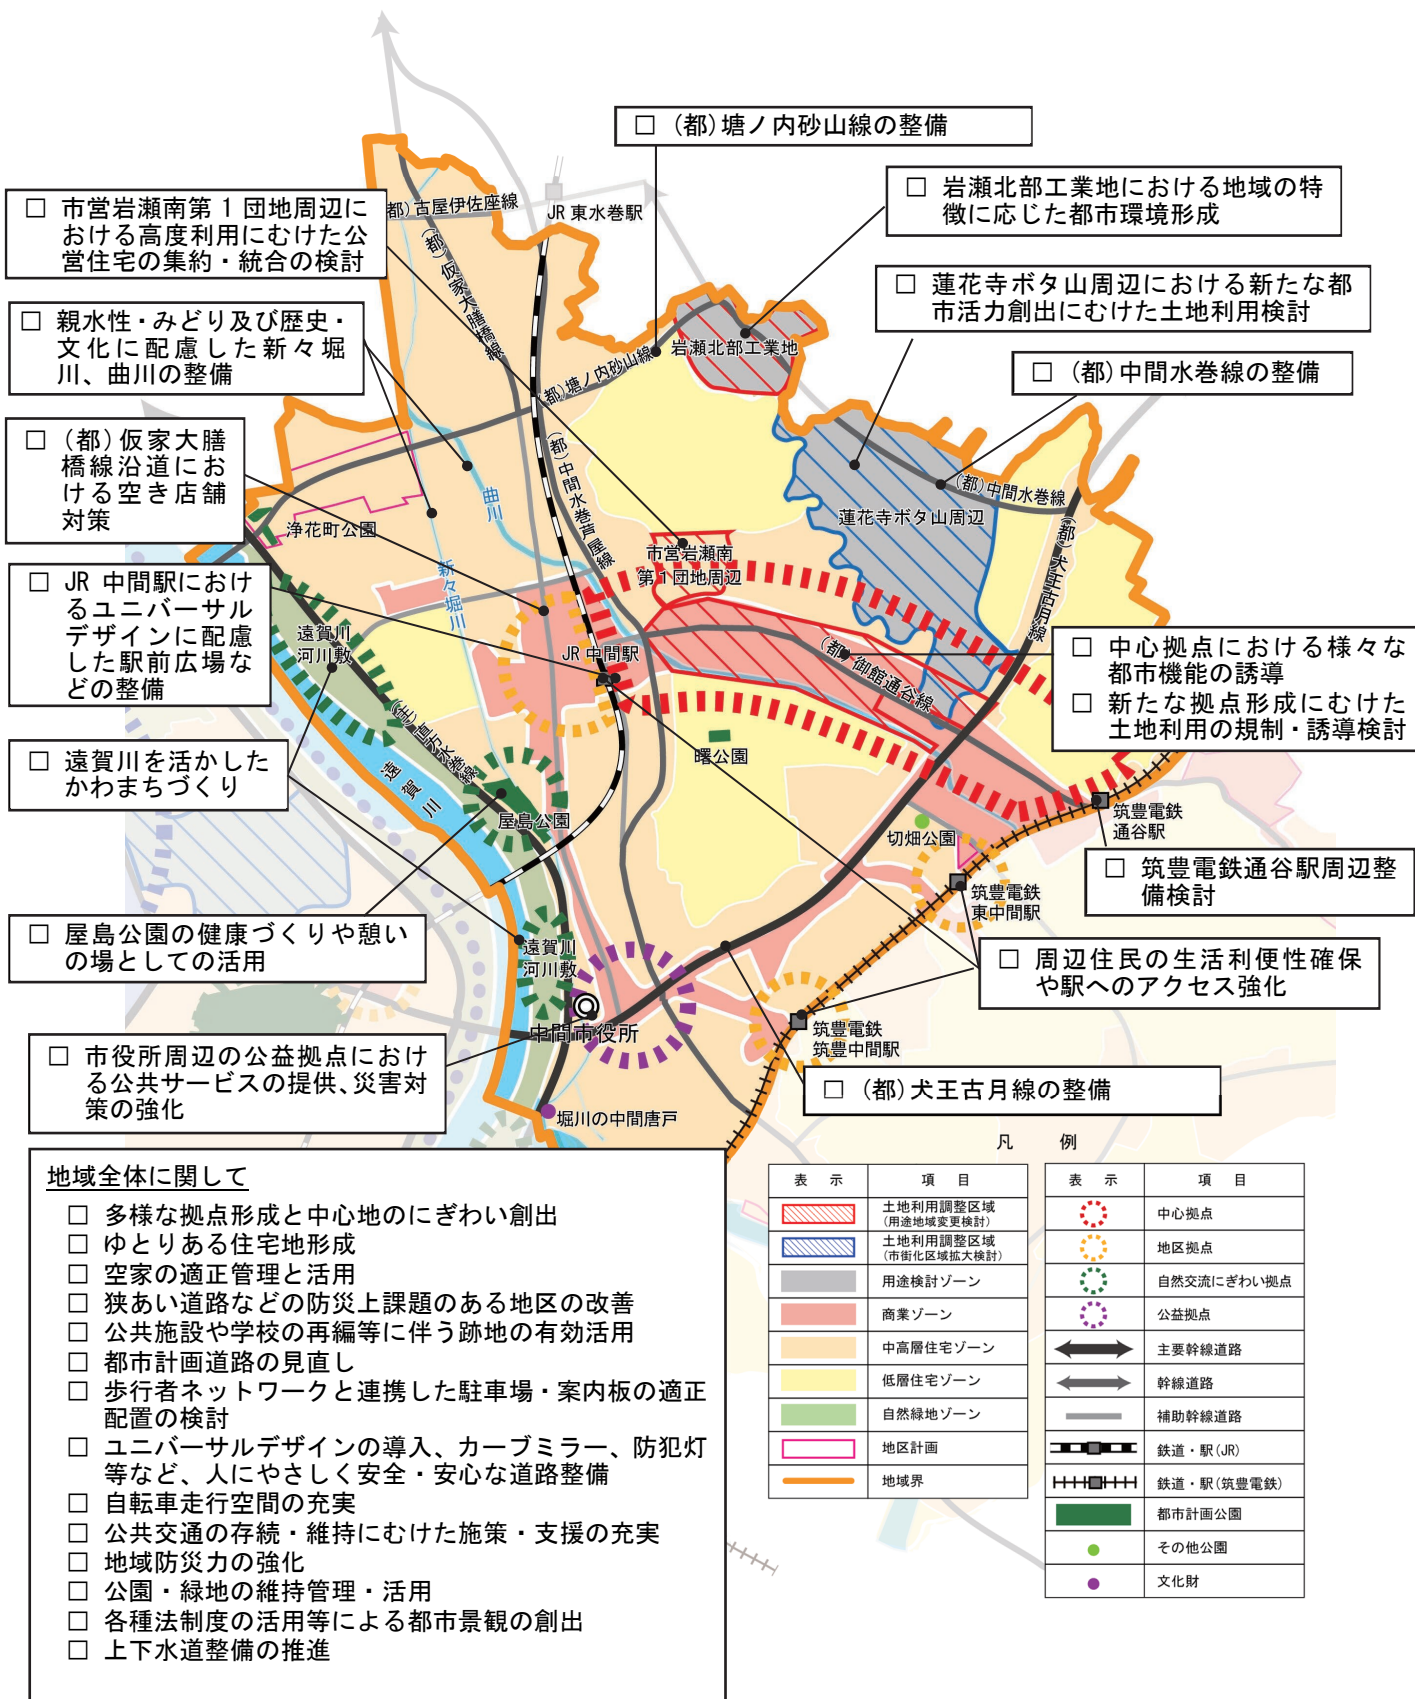 □ (都)塘ノ内砂山線の整備
□ 岩瀬北部工業地における地域の特
徴に応じた都市環境形成
□ 市営岩瀬南第1団地周辺に
おける高度利用にむけた公
営住宅の集約・統合の検討
□ 蓮花寺ボタ山周辺における新たな都
市活力創出にむけた土地利用検討
□ 親水性・みどり及び歴史・
文化に配慮した新々堀
川、曲川の整備
□ (都)中間水巻線の整備
□ (都)仮家大膳
橋線沿道にお
ける空き店舗
対策
□ JR 中間駅にお
けるユニバーサル
デザインに配慮
した駅前広場な
どの整備
□ 中心拠点における様々な
都市機能の誘導
□ 新たな拠点形成にむけた
土地利用の規制・誘導検討
□ 遠賀川を活かした
かわまちづくり
□ 筑豊電鉄通谷駅周辺整
備検討
□ 屋島公園の健康づくりや憩い
の場としての活用
□ 周辺住民の生活利便性確保
や駅へのアクセス強化
□ 市役所周辺の公益拠点におけ
る公共サービスの提供、災害対
策の強化
□ (都)犬王古月線の整備
(都)古屋伊佐座線
JR 東水巻駅
(都)仮家大膳橋線
(都)塘ノ内砂山線
岩瀬北部工業地
(都)中間水巻芦屋線
曲川
新々堀川
浄花町公園
(都)中間水巻線
蓮花寺ボタ山周辺
(都)犬王古月線
市営岩瀬南
第1団地周辺
遠賀川
河川敷
JR 中間駅
(都)御館通谷線
(主)直方水巻線
遠賀川
曙公園
屋島公園
切畑公園
筑豊電鉄
通谷駅
筑豊電鉄
東中間駅
遠賀川
河川敷
中間市役所
筑豊電鉄
筑豊中間駅
堀川の中間唐戸
地域全体に関して
□ 多様な拠点形成と中心地のにぎわい創出
□ ゆとりある住宅地形成
□ 空家の適正管理と活用
□ 狭あい道路などの防災上課題のある地区の改善
□ 公共施設や学校の再編等に伴う跡地の有効活用
□ 都市計画道路の見直し
□ 歩行者ネットワークと連携した駐車場・案内板の適正
配置の検討
□ ユニバーサルデザインの導入、カーブミラー、防犯灯
等など、人にやさしく安全・安心な道路整備
□ 自転車走行空間の充実
□ 公共交通の存続・維持にむけた施策・支援の充実
□ 地域防災力の強化
□ 公園・緑地の維持管理・活用
□ 各種法制度の活用等による都市景観の創出
□ 上下水道整備の推進
凡 例
表 示 項 目
土地利用調整区域
(用途地域変更検討)
土地利用調整区域
(市街化区域拡大検討)
用途検討ゾーン
商業ゾーン
中高層住宅ゾーン
低層住宅ゾーン
自然緑地ゾーン
地区計画
地域界
表 示 項 目
中心拠点
地区拠点
自然交流にぎわい拠点
公益拠点
主要幹線道路
幹線道路
補助幹線道路
鉄道・駅(JR)
鉄道・駅(筑豊電鉄)
都市計画公園
その他公園
文化財